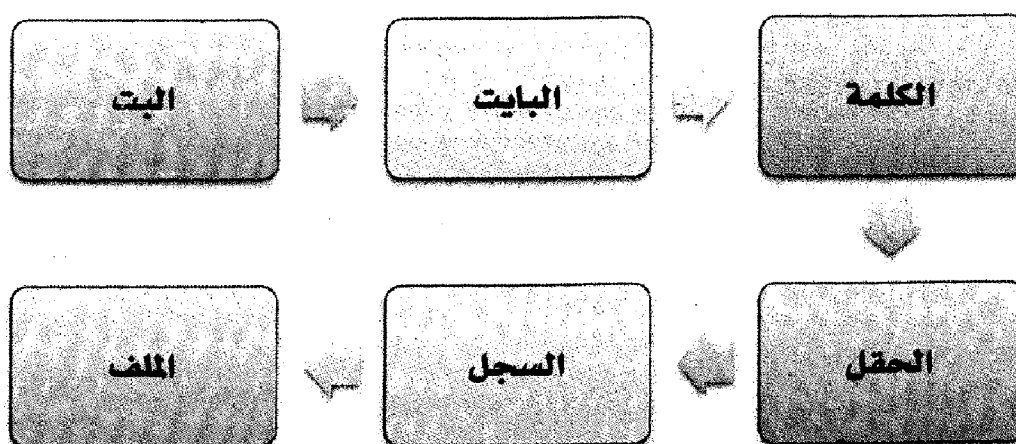 البت
البايت
الكلمة
الحقل
السجل
الملف